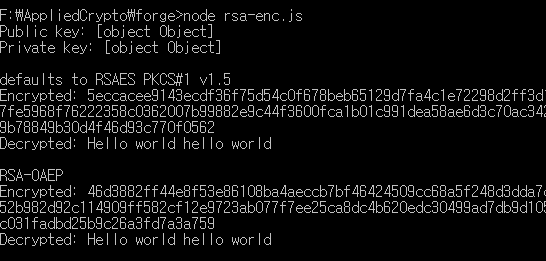 F:₩AppliedCrypto₩forge>node rsa-enc.js
Public key: [object Object]
Private key: [object Object]
defaults to RSAES PKCS#1 v1.5
Encrypted: 5eccacee9143ecdf36f75d54c0f678beb65129d7fa4c1e72298d2ff3d
7fe5968f76222358c0362007b99882e9c44f3600fca1b01c991dea58ae6d3c70ac342
9b78849b30d4f46d93c770f0562
Decrypted: Hello world hello world
RSA-OAEP
Encrypted: 46d3882ff44e8f53e86108ba4aeccb7bf46424509cc68a5f248d3dda7
52b982d92c114909ff582cf12e9723ab077f7ee25ca8dc4b620edc30499ad7db9d105
c031fadbd25b9c26a3fd7a3a759
Decrypted: Hello world hello world